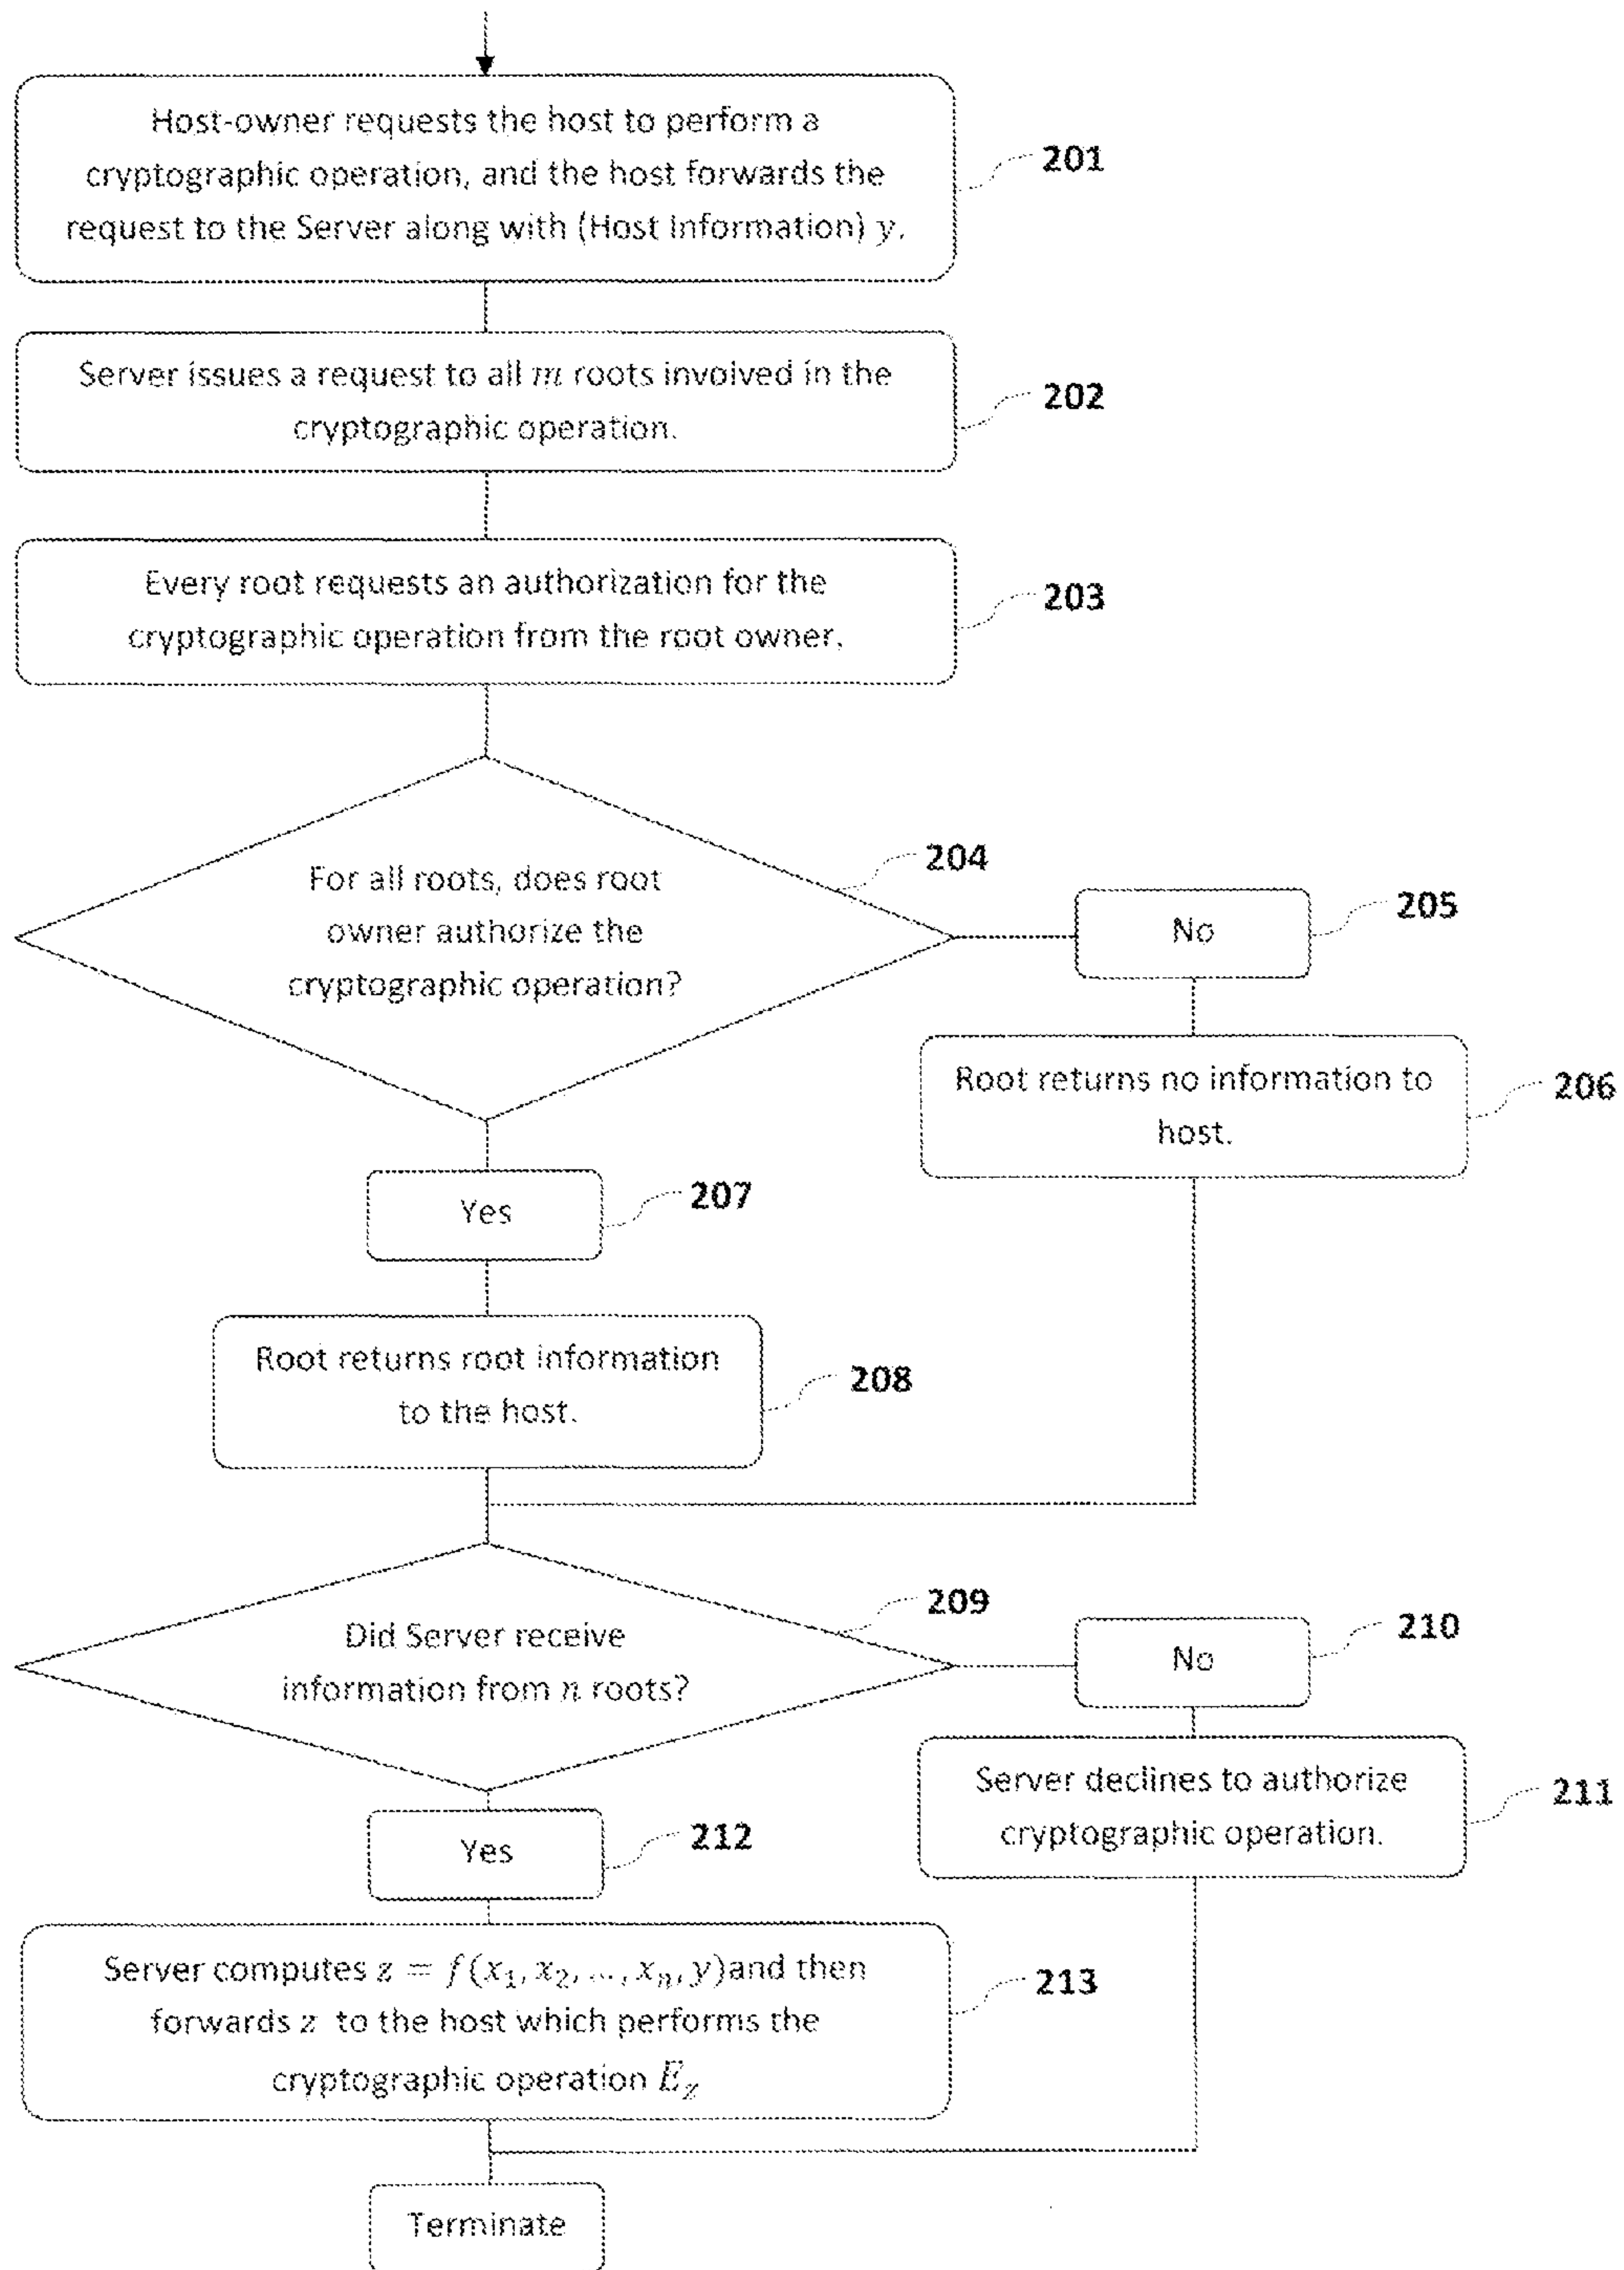 Host-owner requests the host to perform a
cryptographic operation, and the host forwards the
request to the Server along with (Host Information) y.
201
Server issues a request to all m roots involved in the
cryptographic operation.
202
Every root requests an authorization for the
cryptographic operation from the root owner.
203
For all roots, does root
owner authorize the
cryptographic operation?
204
No
205
Root returns no information to
host.
206
Yes
207
Root returns root information
to the host.
208
Did Server receive
information from n roots?
209
No
210
Server declines to authorize
cryptographic operation.
211
Yes
212
Server computes z = f(x₁, x₂, ..., xₙ, y)and then
forwards z to the host which performs the
cryptographic operation E_z
213
Terminate